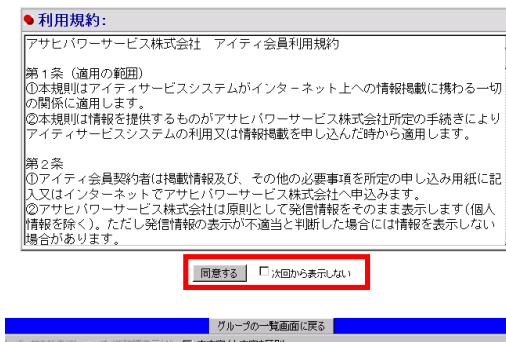 利用規約:
アサヒパワーサービス株式会社　アイティ会員利用規約
第1条（適用の範囲）
①本規則はアイティサービスシステムがインターネット上への情報掲載に携わる一切
の関係に適用します。
②本規則は情報を提供するものがアサヒパワーサービス株式会社所定の手続きにより
アイティサービスシステムの利用又は情報掲載を申し込んだ時から適用します。
第2条
①アイティ会員契約者は掲載情報及び、その他の必要事項を所定の申し込み用紙に記
入又はインターネットでアサヒパワーサービス株式会社へ申込みます。
②アサヒパワーサービス株式会社は原則として発信情報をそのまま表示します(個人
情報を除く)。ただし発信情報の表示が不適当と判断した場合には情報を表示しない
場合があります。
同意する 次回から表示しない
グループの一覧画面に戻る